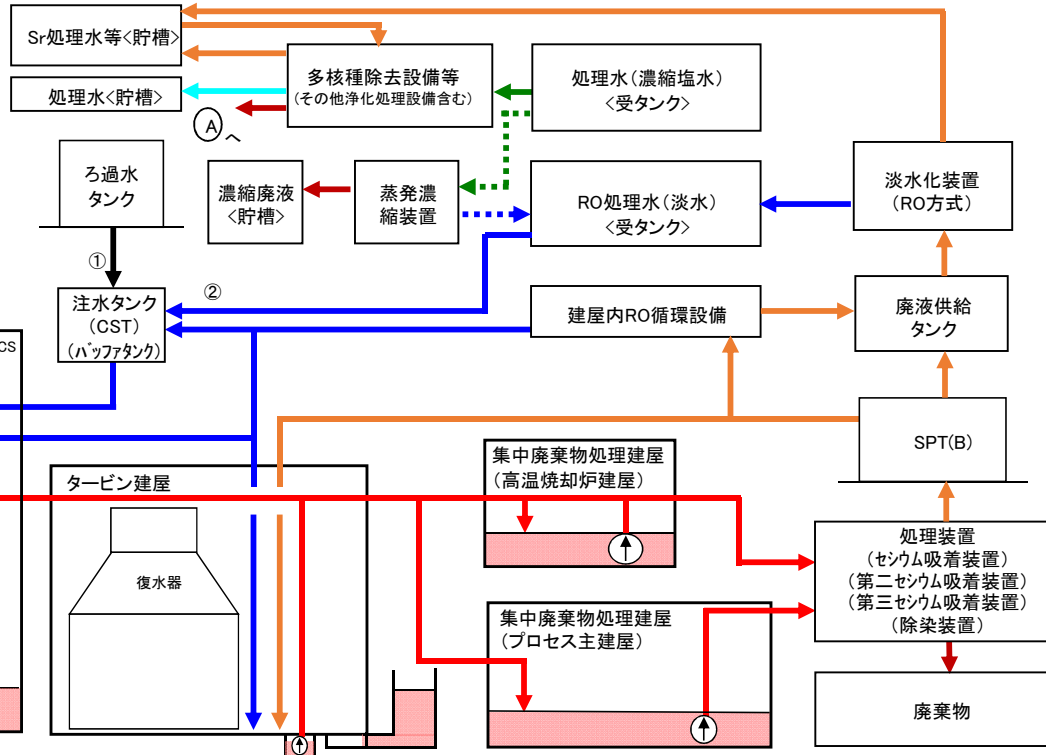 Sr処理水等<貯槽>
処理水<貯槽>
多核種除去設備等
(その他浄化処理設備含む)
処理水(濃縮塩水)
<受タンク>
Aへ
ろ過水
タンク
濃縮廃液
<貯槽>
蒸発濃
縮装置
RO処理水(淡水)
<受タンク>
淡水化装置
(RO方式)
①
②
注水タンク
(CST)
(バッファタンク)
建屋内RO循環設備
廃液供給
タンク
CS
SPT(B)
タービン建屋
復水器
集中廃棄物処理建屋
(高温焼却炉建屋)
集中廃棄物処理建屋
(プロセス主建屋)
処理装置
(セシウム吸着装置)
(第二セシウム吸着装置)
(第三セシウム吸着装置)
(除染装置)
廃棄物